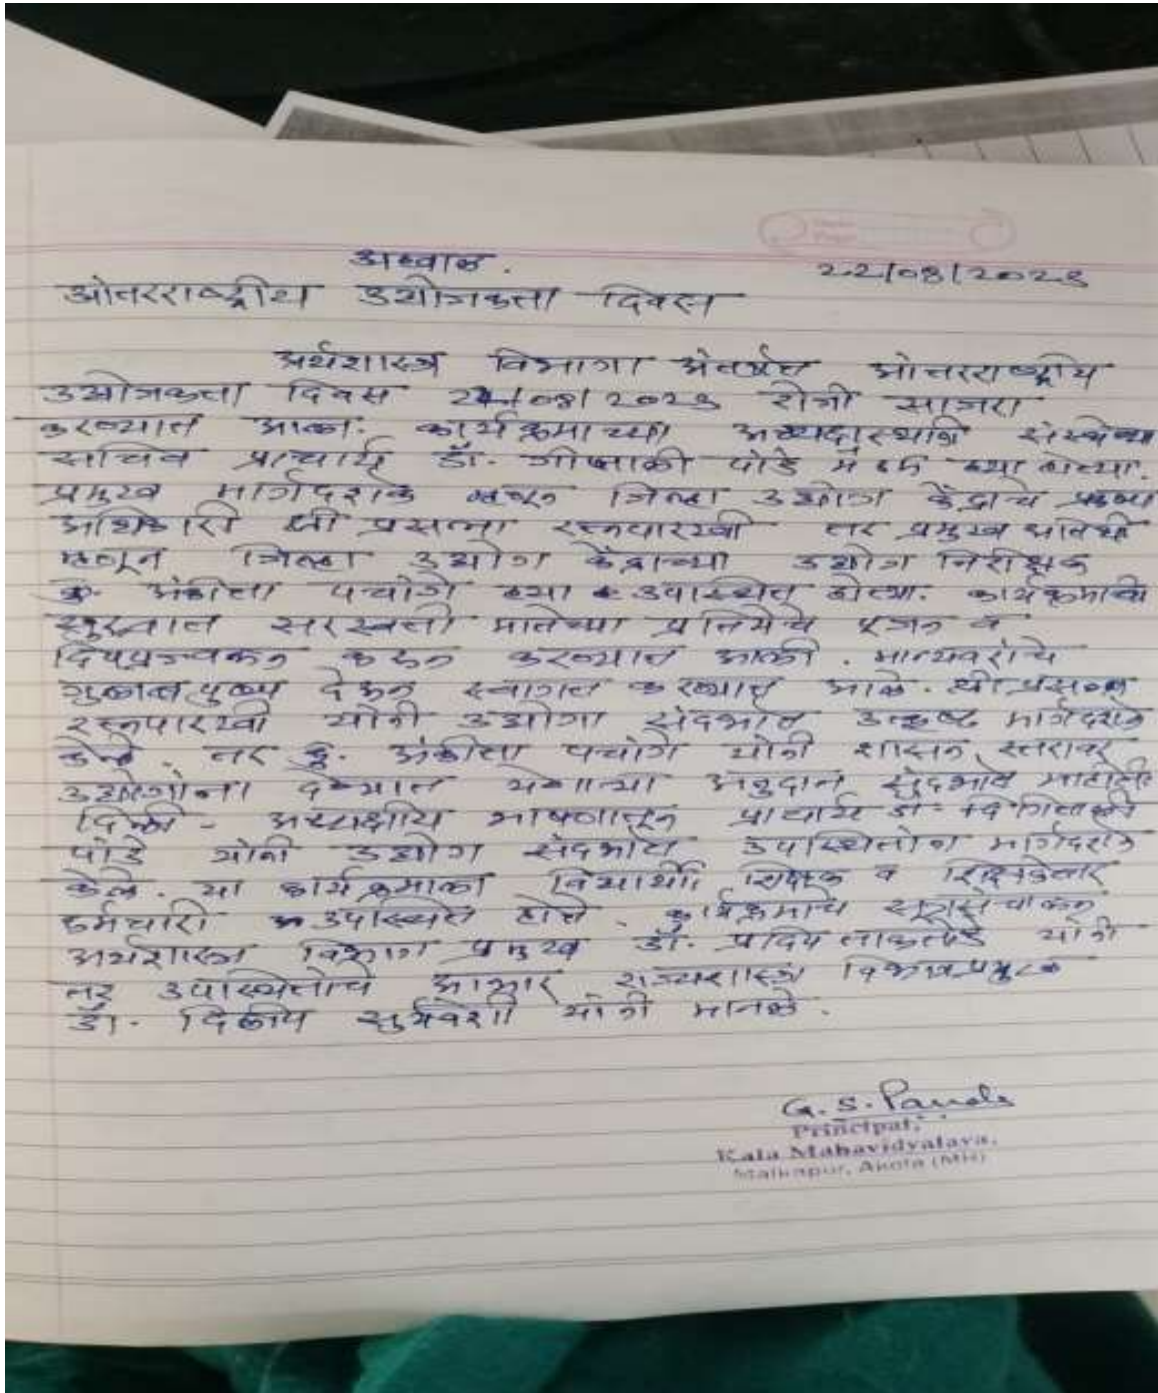 अहवाल.
22/08/2023
आंतरराष्ट्रीय उद्योजकता दिवस
अर्थशास्त्र विभागा अंतर्गत आंतरराष्ट्रीय
उद्योजकता दिवस /08/2023 रोजी साजरा
करण्यात आला. कार्यक्रमाच्या अध्यक्षस्थानी संस्थेच्या
सचिव प्राचार्य डॉ. गीताली पांडे ह्या होत्या.
प्रमुख मार्गदर्शक म्हणून जिल्हा उद्योग केंद्राचे
अधिकारी श्री प्रसन्ना रत्नपारखी तर प्रमुख अतिथी
म्हणून जिल्हा उद्योग केंद्राच्या उद्योग निरीक्षक
कु. अंकीता पचांगे ह्या उपस्थित होत्या. कार्यक्रमाची
सुरुवात सरस्वती मातेच्या प्रतिमेचे पूजन व
दिपप्रज्वलन करून करण्यात आली. मान्यवरांचे
गुलाब पुष्प देऊन स्वागत करण्यात आले. श्री प्रसन्न
रत्नपारखी यांनी उद्योगा संदर्भात उत्कृष्ट मार्गदर्शन
केले. तर कु. अंकीता पचांगे यांनी शासन स्तरावर
उद्योगांना देण्यात येणाऱ्या अनुदान संदर्भात माहिती
दिली - अध्यक्षीय भाषणातून प्राचार्य डॉ.
पांडे यांनी उद्योग संदर्भात उपस्थितांना मार्गदर्शन
केले. या कार्यक्रमाला विद्यार्थी शिक्षक व शिक्षकेत्तर
कर्मचारी उपस्थित होते. कार्यक्रमाचे सूत्रसंचालन
अर्थशास्त्र विभाग प्रमुख डॉ. प्रदिप यांनी
तर उपस्थितांचे आभार राज्यशास्त्र विभागप्रमुख
डॉ. दिलीप सुर्यवंशी यांनी मानले.
G. S. Pande
Principal,
Kala Mahavidyalaya,
Malkapur, Akola (MH)